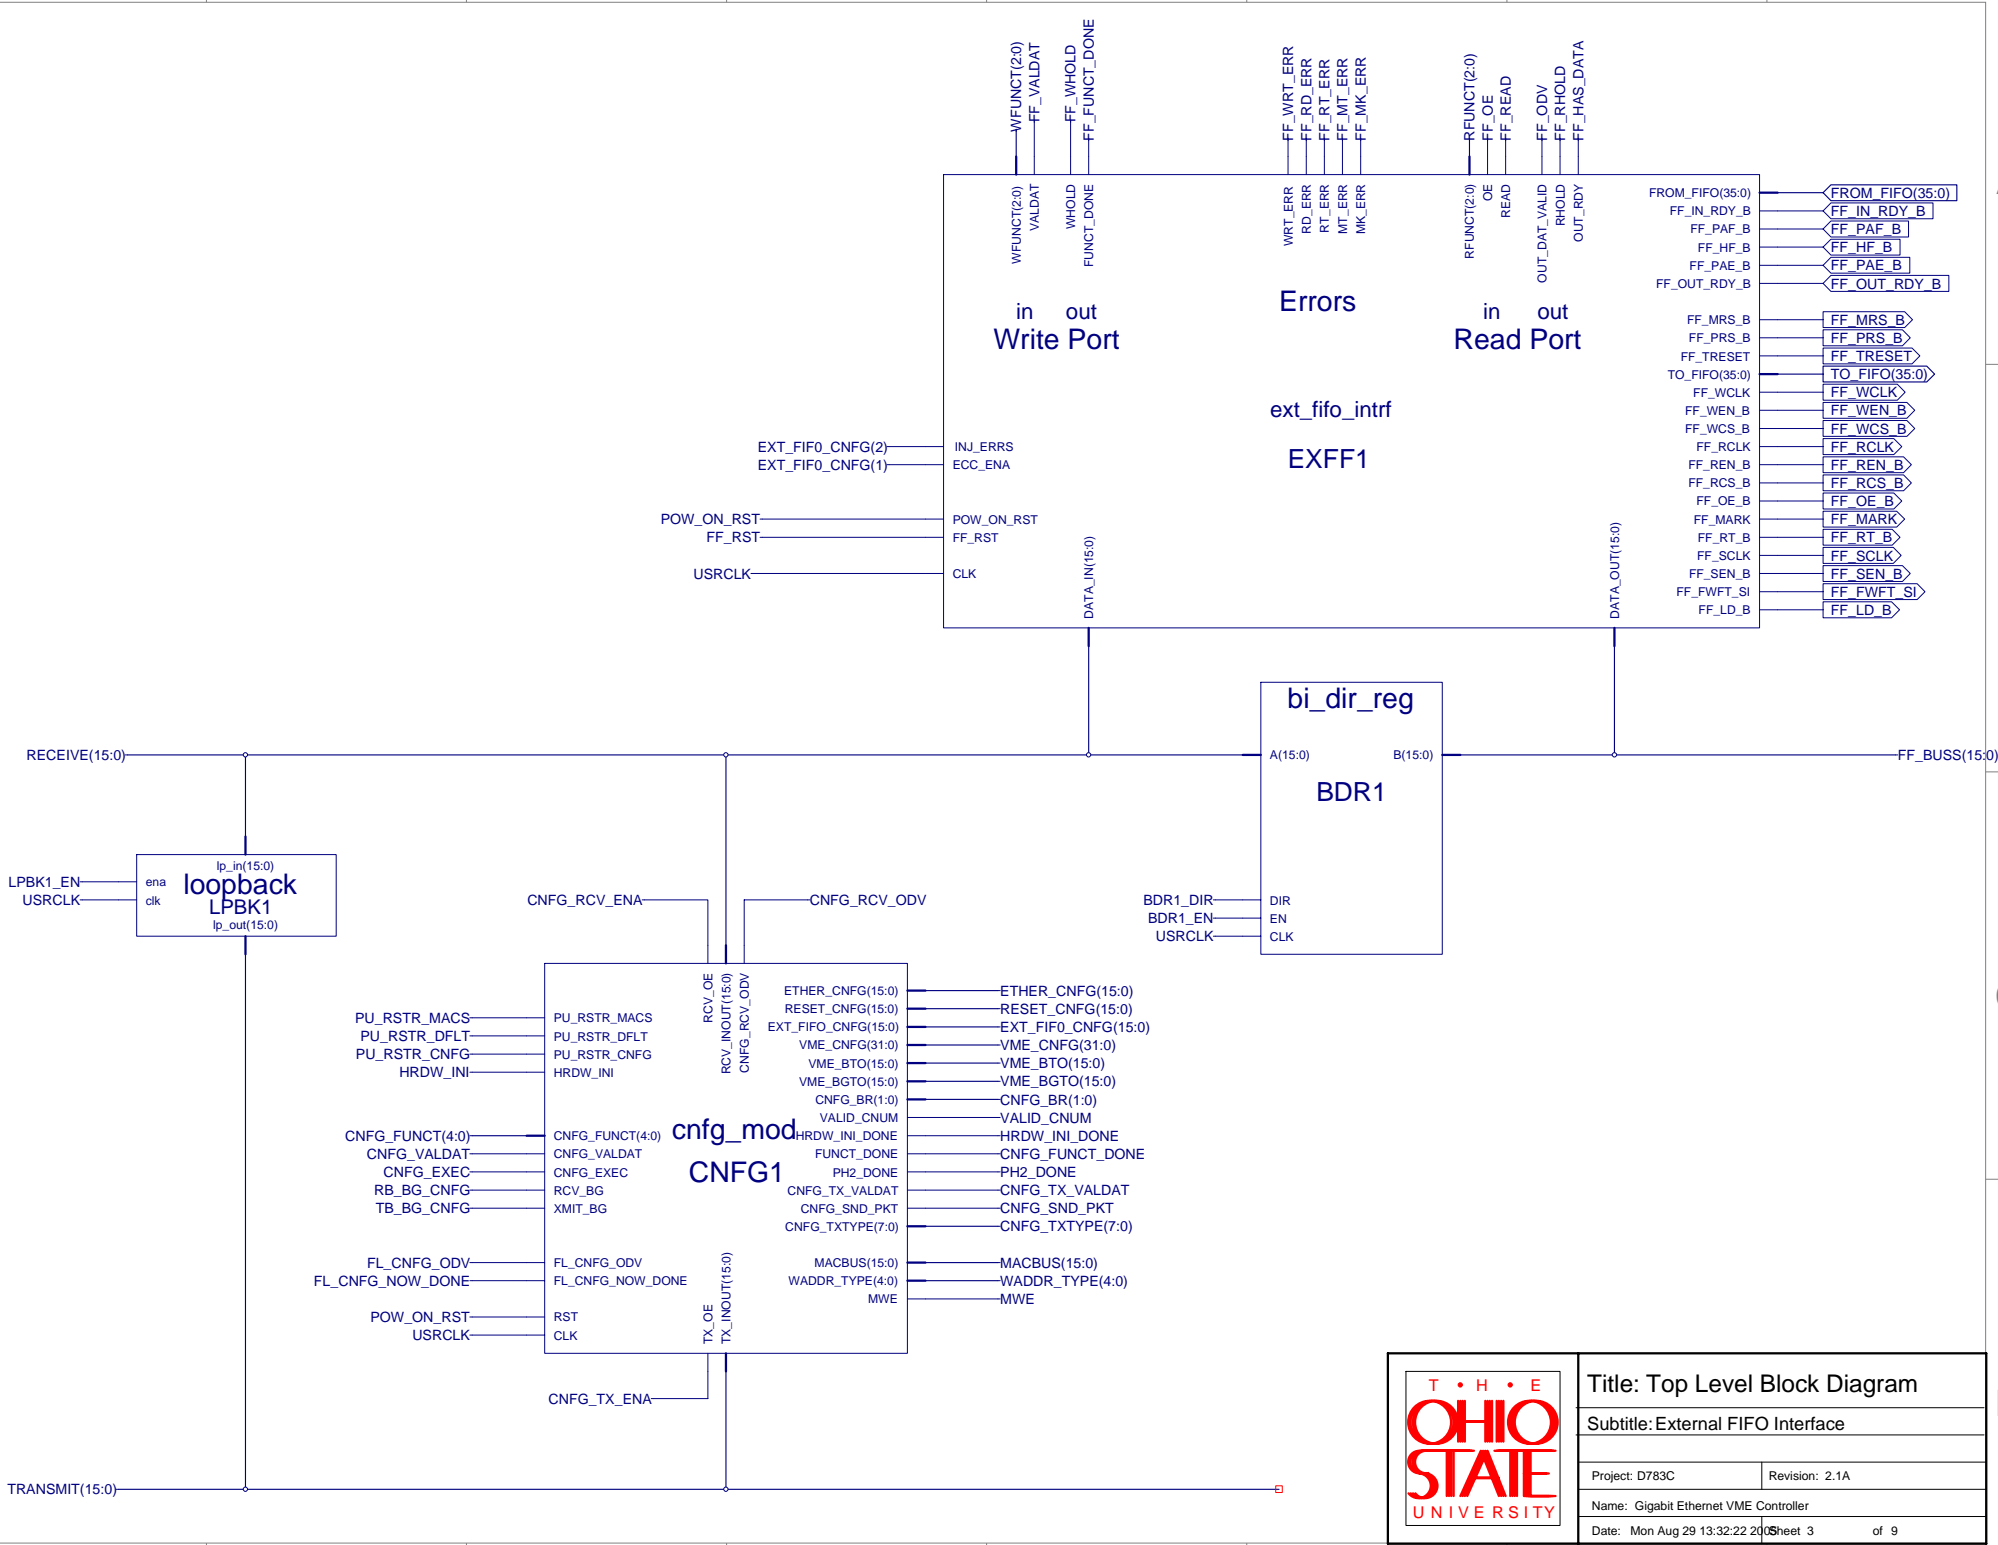 WFUNCT(2:0)
FF_VALDAT
FF_WHOLD
FF_FUNCT_DONE
FF_WRT_ERR
FF_RD_ERR
FF_RT_ERR
FF_MT_ERR
FF_MK_ERR
RFUNCT(2:0)
FF_OE
FF_READ
FF_ODV
FF_RHOLD
FF_HAS_DATA
WFUNCT(2:0)
VALDAT
WHOLD
FUNCT_DONE
WRT_ERR
RD_ERR
RT_ERR
MT_ERR
MK_ERR
RFUNCT(2:0)
OE
READ
OUT_DAT_VALID
RHOLD
OUT_RDY
in out
Write Port
Errors
in out
Read Port
ext_fifo_intrf
EXFF1
FROM_FIFO(35:0) FROM_FIFO(35:0)
FF_IN_RDY_B FF_IN_RDY_B
FF_PAF_B FF_PAF_B
FF_HF_B FF_HF_B
FF_PAE_B FF_PAE_B
FF_OUT_RDY_B FF_OUT_RDY_B
FF_MRS_B FF_MRS_B
FF_PRS_B FF_PRS_B
FF_TRESET FF_TRESET
TO_FIFO(35:0) TO_FIFO(35:0)
FF_WCLK FF_WCLK
FF_WEN_B FF_WEN_B
FF_WCS_B FF_WCS_B
FF_RCLK FF_RCLK
FF_REN_B FF_REN_B
FF_RCS_B FF_RCS_B
FF_OE_B FF_OE_B
FF_MARK FF_MARK
FF_RT_B FF_RT_B
FF_SCLK FF_SCLK
FF_SEN_B FF_SEN_B
FF_FWFT_SI FF_FWFT_SI
FF_LD_B FF_LD_B
EXT_FIF0_CNFG(2) INJ_ERRS
EXT_FIF0_CNFG(1) ECC_ENA
POW_ON_RST POW_ON_RST
FF_RST FF_RST
USRCLK CLK
DATA_IN(15:0)
DATA_OUT(15:0)
bi_dir_reg
RECEIVE(15:0)
A(15:0) B(15:0)
FF_BUSS(15:0)
BDR1
BDR1_DIR DIR
BDR1_EN EN
USRCLK CLK
lp_in(15:0)
LPBK1_EN ena
loopback
USRCLK clk
LPBK1
lp_out(15:0)
CNFG_RCV_ENA
CNFG_RCV_ODV
RCV_OE
RCV_INOUT(15:0)
CNFG_RCV_ODV
PU_RSTR_MACS PU_RSTR_MACS
PU_RSTR_DFLT PU_RSTR_DFLT
PU_RSTR_CNFG PU_RSTR_CNFG
HRDW_INI HRDW_INI
CNFG_FUNCT(4:0) CNFG_FUNCT(4:0)
CNFG_VALDAT CNFG_VALDAT
CNFG_EXEC CNFG_EXEC
RB_BG_CNFG RCV_BG
TB_BG_CNFG XMIT_BG
FL_CNFG_ODV FL_CNFG_ODV
FL_CNFG_NOW_DONE FL_CNFG_NOW_DONE
POW_ON_RST RST
USRCLK CLK
cnfg_mod
CNFG1
ETHER_CNFG(15:0) ETHER_CNFG(15:0)
RESET_CNFG(15:0) RESET_CNFG(15:0)
EXT_FIFO_CNFG(15:0) EXT_FIF0_CNFG(15:0)
VME_CNFG(31:0) VME_CNFG(31:0)
VME_BTO(15:0) VME_BTO(15:0)
VME_BGTO(15:0) VME_BGTO(15:0)
CNFG_BR(1:0) CNFG_BR(1:0)
VALID_CNUM VALID_CNUM
HRDW_INI_DONE HRDW_INI_DONE
FUNCT_DONE CNFG_FUNCT_DONE
PH2_DONE PH2_DONE
CNFG_TX_VALDAT CNFG_TX_VALDAT
CNFG_SND_PKT CNFG_SND_PKT
CNFG_TXTYPE(7:0) CNFG_TXTYPE(7:0)
MACBUS(15:0) MACBUS(15:0)
WADDR_TYPE(4:0) WADDR_TYPE(4:0)
MWE MWE
TX_OE
TX_INOUT(15:0)
CNFG_TX_ENA
TRANSMIT(15:0)
T • H • E
OHIO
STATE
UNIVERSITY
Title: Top Level Block Diagram
Subtitle: External FIFO Interface
Project: D783C Revision: 2.1A
Name: Gigabit Ethernet VME Controller
Date: Mon Aug 29 13:32:22 2005 Sheet 3 of 9